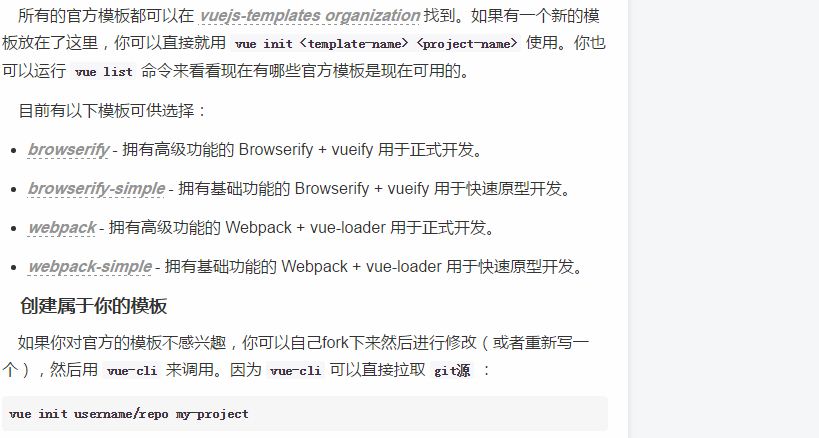 所有的官方模板都可以在 vuejs-templates organization 找到。如果有一个新的模
板放在了这里，你可以直接就用 vue init <template-name> <project-name> 使用。你也
可以运行 vue list 命令来看看现在有哪些官方模板是现在可用的。
目前有以下模板可供选择：
• browserify - 拥有高级功能的 Browserify + vueify 用于正式开发。
• browserify-simple - 拥有基础功能的 Browserify + vueify 用于快速原型开发。
• webpack - 拥有高级功能的 Webpack + vue-loader 用于正式开发。
• webpack-simple - 拥有基础功能的 Webpack + vue-loader 用于快速原型开发。
创建属于你的模板
如果你对官方的模板不感兴趣，你可以自己fork下来然后进行修改（或者重新写一
个），然后用 vue-cli 来调用。因为 vue-cli 可以直接拉取 git源 ：
vue init username/repo my-project